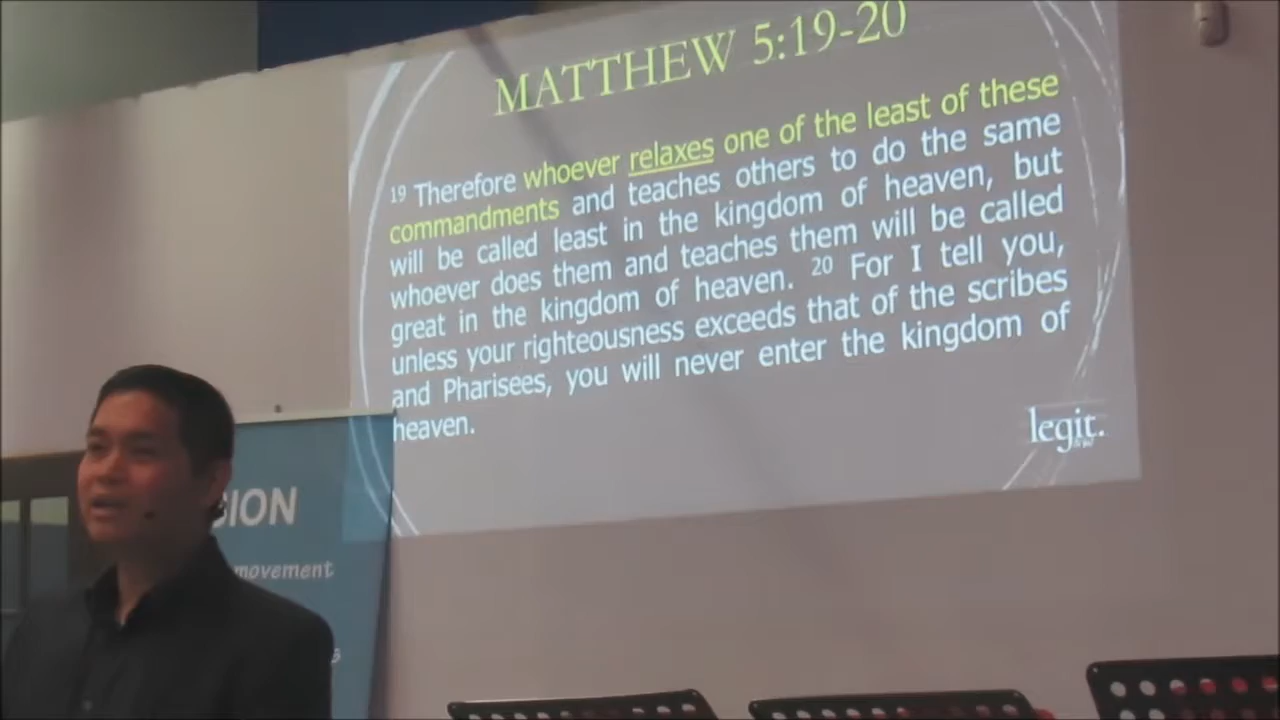 MATTHEW 5:19-20
19 Therefore whoever relaxes one of the least of these
commandments and teaches others to do the same
will be called least in the kingdom of heaven, but
whoever does them and teaches them will be called
great in the kingdom of heaven. 20 For I tell you,
unless your righteousness exceeds that of the scribes
and Pharisees, you will never enter the kingdom of
heaven.
legit.
SION
movement